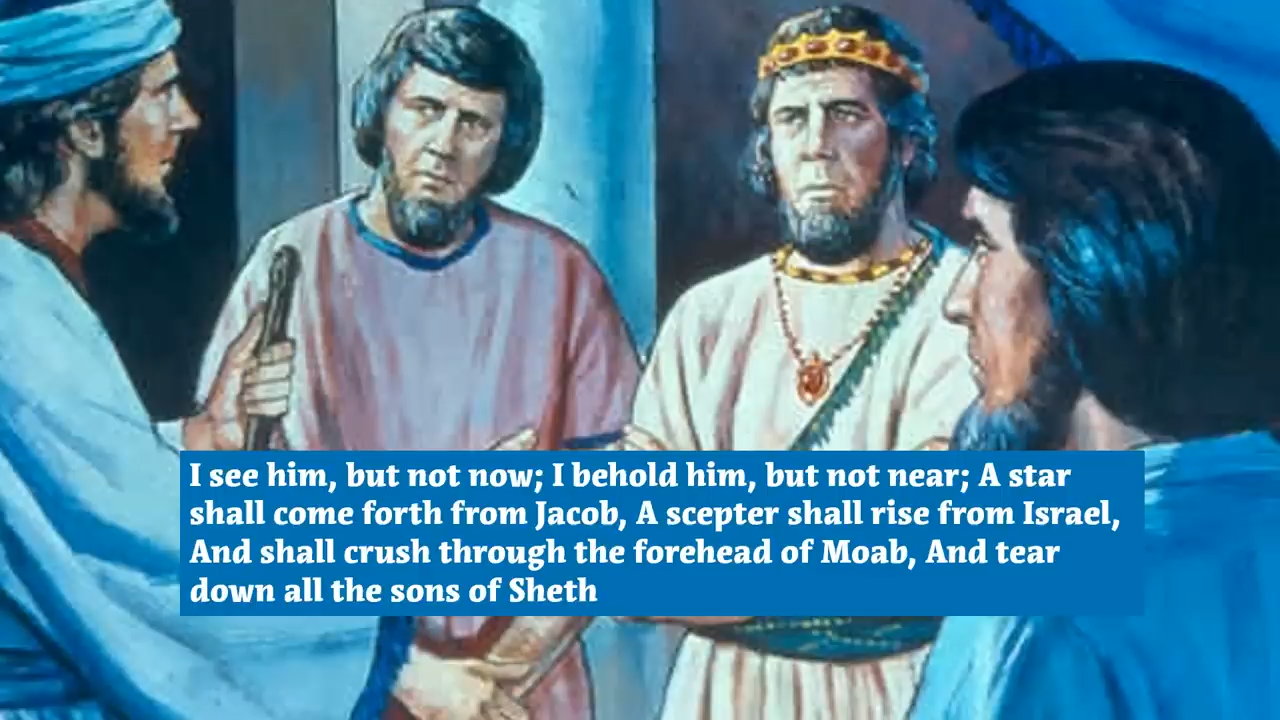 I see him, but not now; I behold him, but not near; A star
shall come forth from Jacob, A scepter shall rise from Israel,
And shall crush through the forehead of Moab, And tear
down all the sons of Sheth